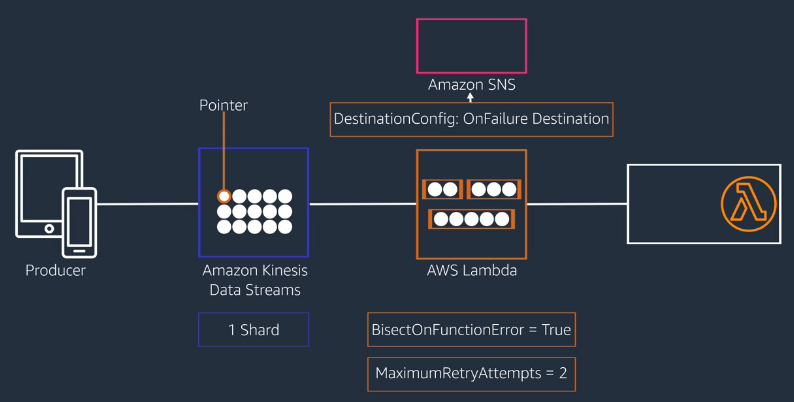 Amazon SNS
Pointer
DestinationConfig: OnFailure Destination
Producer
Amazon Kinesis
Data Streams
AWS Lambda
1 Shard
BisectOnFunctionError = True
MaximumRetryAttempts = 2